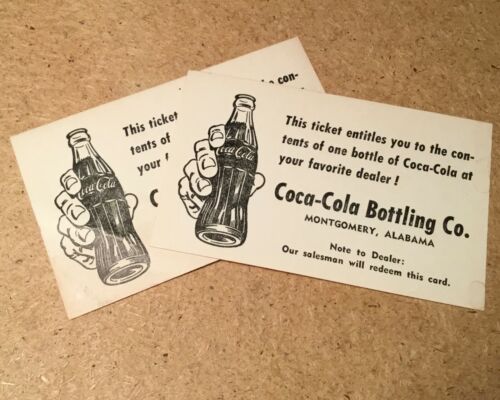 This ticket entitles you to the con-
tents of one bottle of Coca-Cola at
your favorite dealer!
Coca-Cola Bottling Co.
MONTGOMERY, ALABAMA
Note to Dealer:
Our salesman will redeem this card.
Coca-Cola
This ticket
con-
tents of
your
C
Coca-Cola